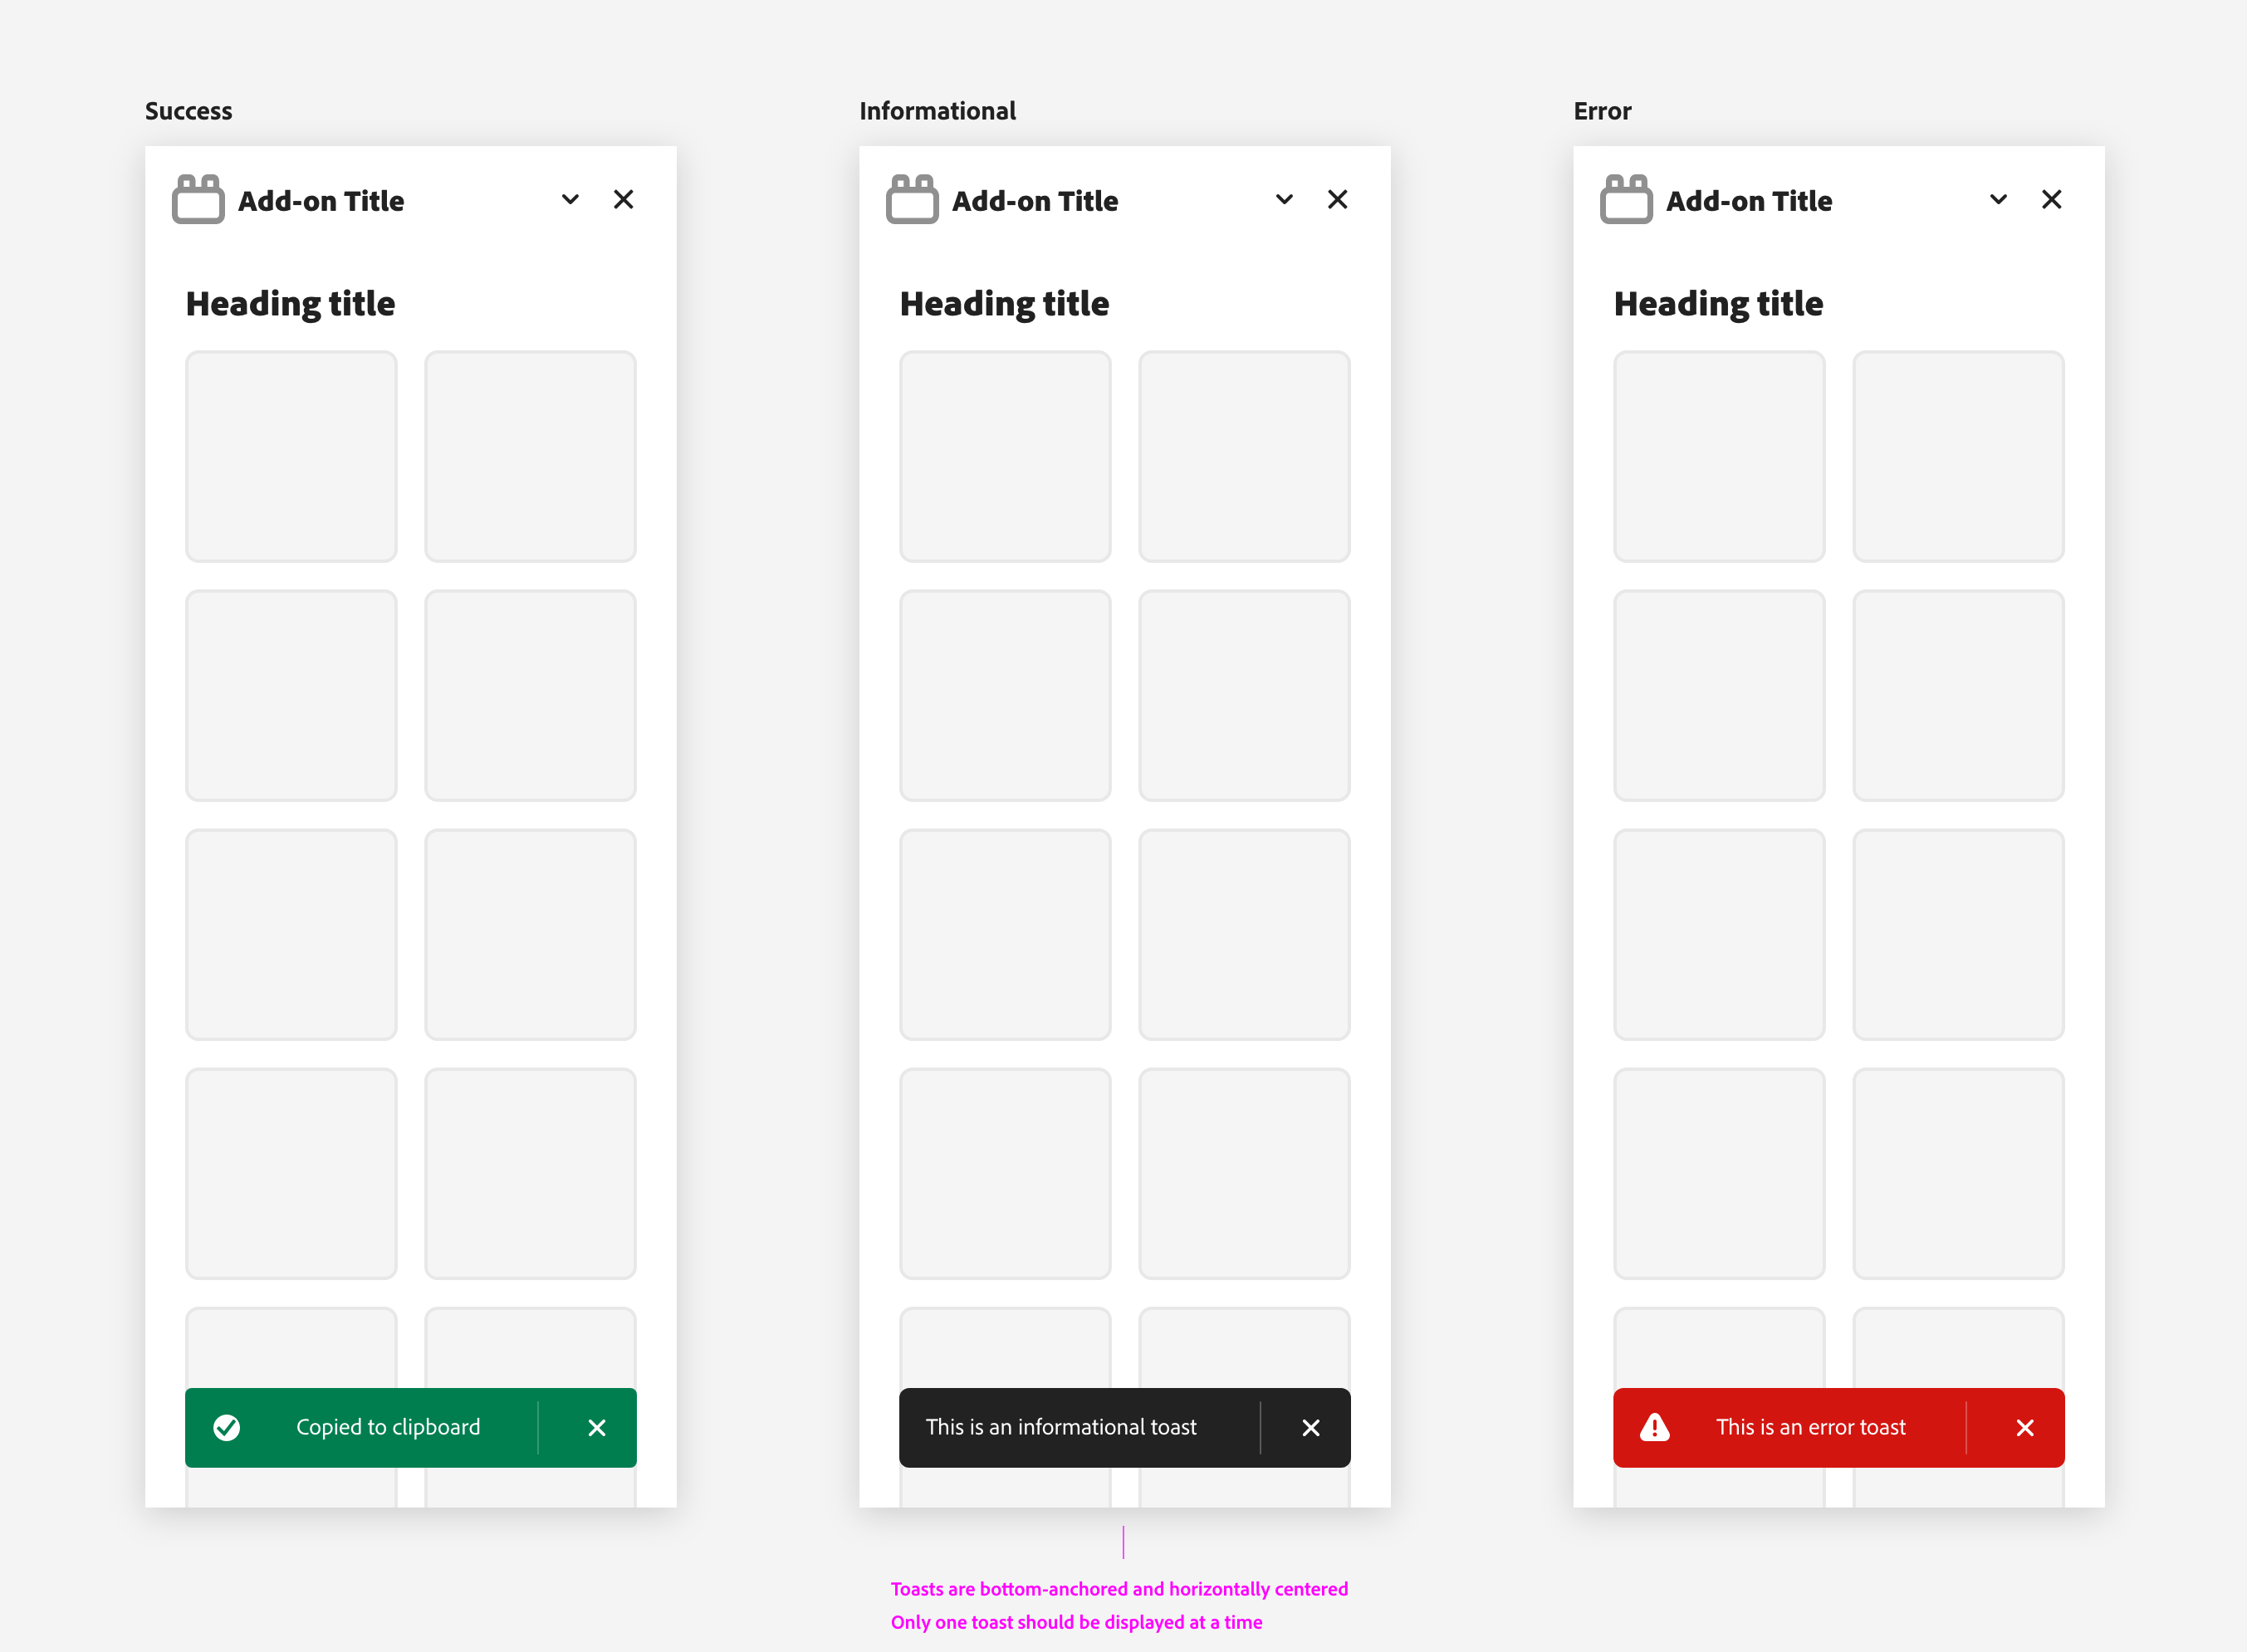 Success
Informational
Error
Add-on Title
Add-on Title
Add-on Title
Heading title
Heading title
Heading title
Copied to clipboard
This is an informational toast
This is an error toast
Toasts are bottom-anchored and horizontally centered
Only one toast should be displayed at a time